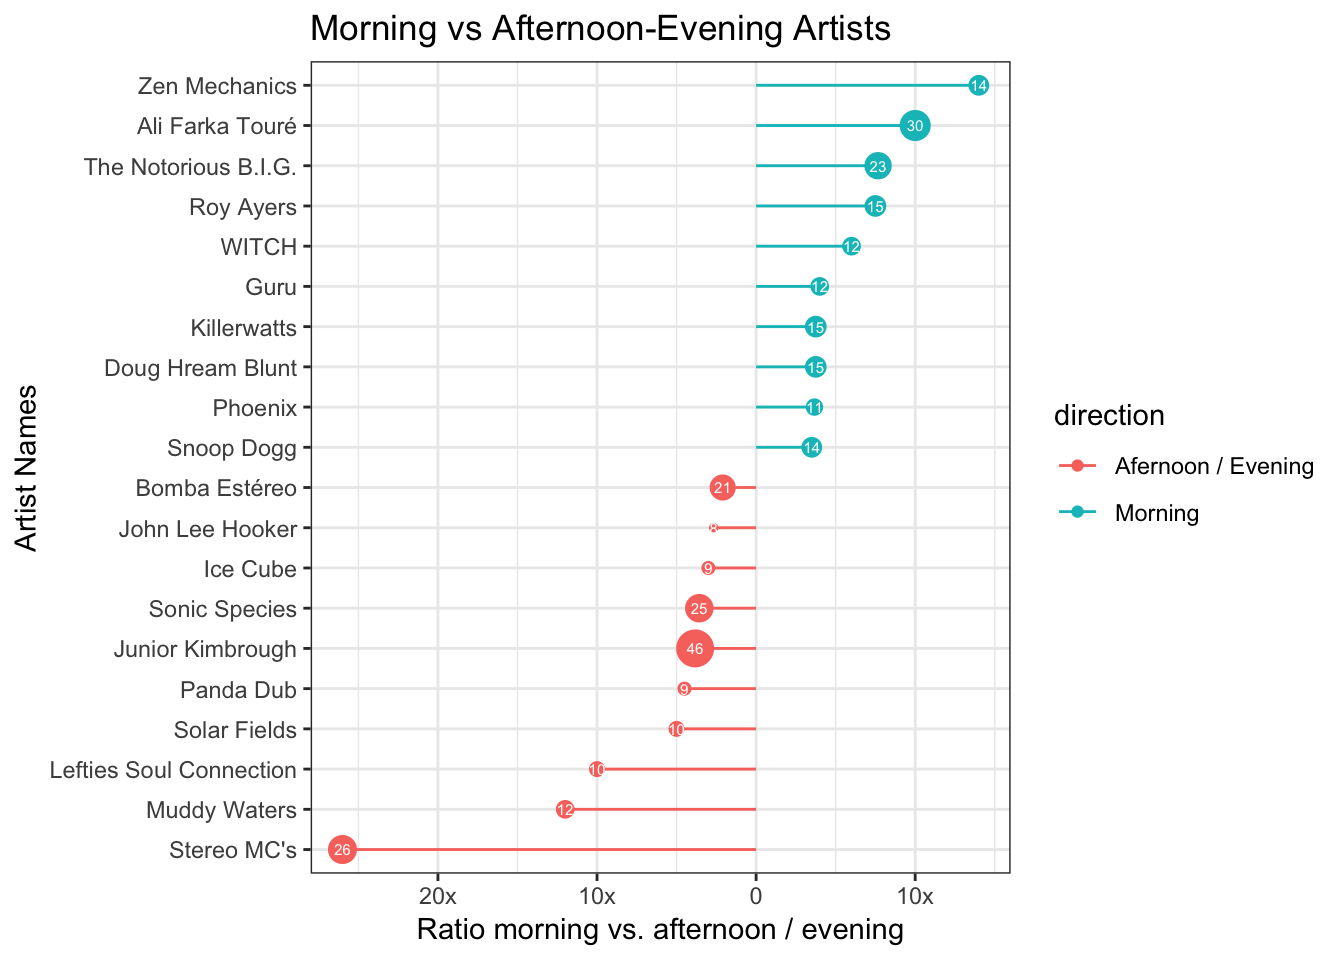 Morning vs Afternoon-Evening Artists
Artist Names
Zen Mechanics 14
Ali Farka Touré 30
The Notorious B.I.G. 23
Roy Ayers 15
WITCH 12
Guru 12
Killerwatts 15
Doug Hream Blunt 15
Phoenix 11
Snoop Dogg 14
Bomba Estéreo 21
John Lee Hooker 8
Ice Cube 9
Sonic Species 25
Junior Kimbrough 46
Panda Dub 9
Solar Fields 10
Lefties Soul Connection 10
Muddy Waters 12
Stereo MC's 26
20x 10x 0 10x
Ratio morning vs. afternoon / evening
direction
Afernoon / Evening
Morning